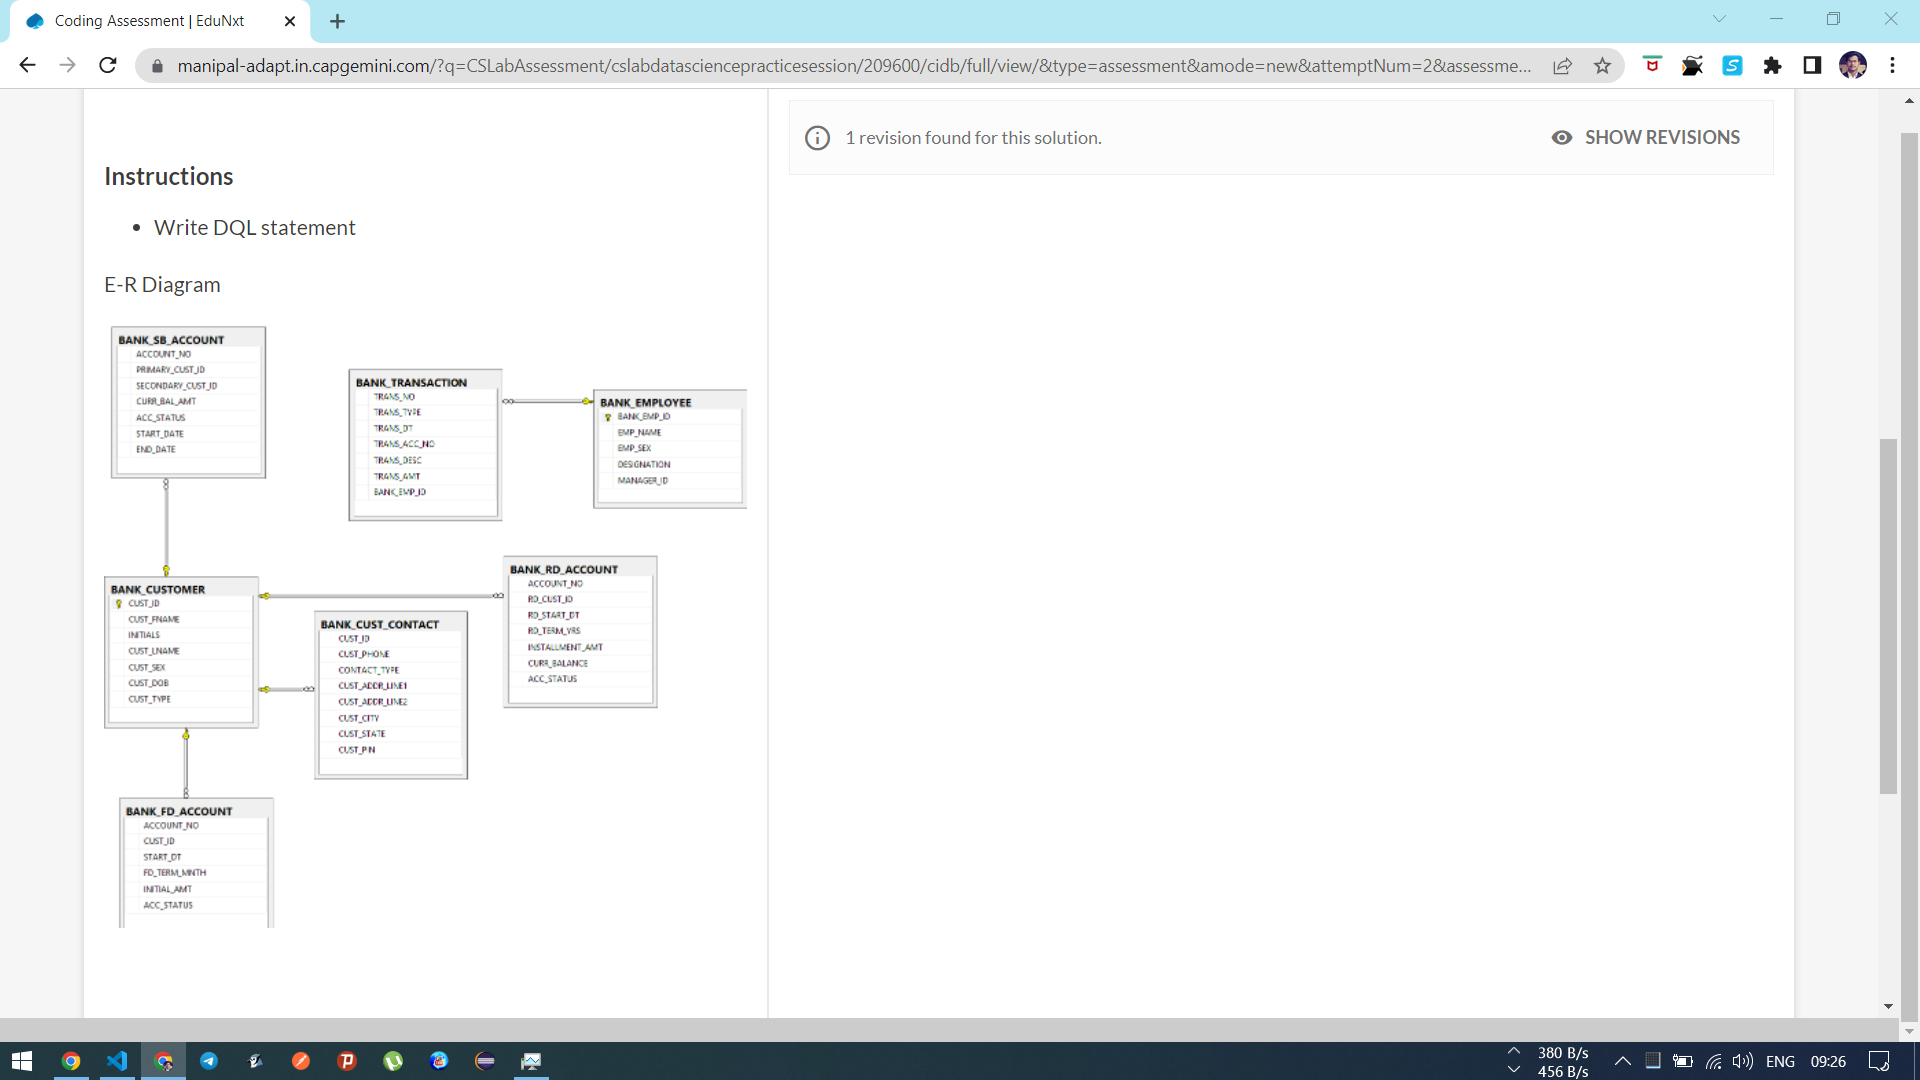 Coding Assessment | EduNxt
manipal-adapt.in.capgemini.com/?q=CSLabAssessment/cslabdatasciencepracticesession/209600/cidb/full/view/&type=assessment&amode=new&attemptNum=2&assessme...
1 revision found for this solution.
SHOW REVISIONS
Instructions
• Write DQL statement
E-R Diagram
BANK_SB_ACCOUNT
ACCOUNT_NO
PRIMARY_CUST_ID
SECONDARY_CUST_ID
CURR_BAL_AMT
ACC_STATUS
START_DATE
END_DATE
BANK_TRANSACTION
TRANS_NO
TRANS_TYPE
TRANS_DT
TRANS_ACC_NO
TRANS_DESC
TRANS_AMT
BANK_EMP_ID
BANK_EMPLOYEE
BANK_EMP_ID
EMP_NAME
EMP_SEX
DESIGNATION
MANAGER_ID
BANK_CUSTOMER
CUST_ID
CUST_FNAME
INITIALS
CUST_LNAME
CUST_SEX
CUST_DOB
CUST_TYPE
BANK_CUST_CONTACT
CUST_ID
CUST_PHONE
CONTACT_TYPE
CUST_ADDR_LINE1
CUST_ADDR_LINE2
CUST_CITY
CUST_STATE
CUST_PIN
BANK_RD_ACCOUNT
ACCOUNT_NO
RD_CUST_ID
RD_START_DT
RD_TERM_YRS
INSTALLMENT_AMT
CURR_BALANCE
ACC_STATUS
BANK_FD_ACCOUNT
ACCOUNT_NO
CUST_ID
START_DT
FD_TERM_MNTH
INITIAL_AMT
ACC_STATUS
380 B/s
456 B/s
ENG
09:26